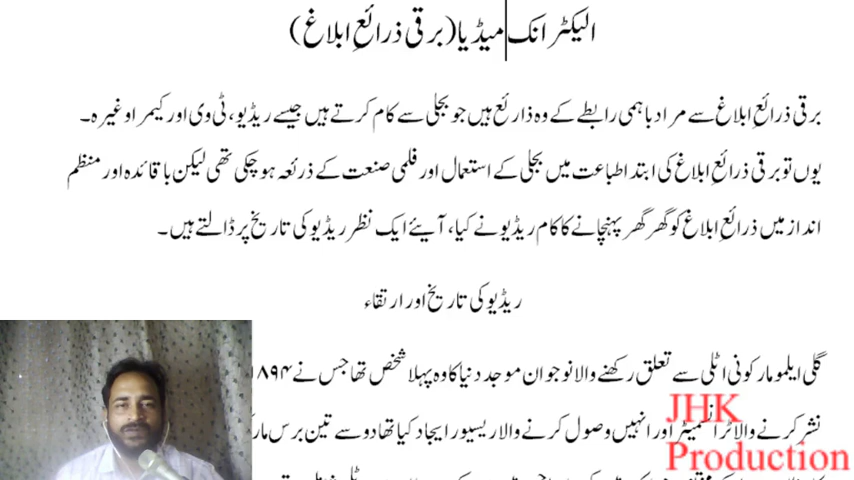 الیکٹرانک میڈیا (برقی ذرائعِ ابلاغ)
برقی ذرائعِ ابلاغ سے مراد باہمی رابطے کے وہ ذرائع ہیں جو بجلی سے کام کرتے ہیں جیسے ریڈیو، ٹی وی اور کیمرا وغیرہ۔
یوں تو برقی ذرائعِ ابلاغ کی ابتدا طباعت میں بجلی کے استعمال اور فلمی صنعت کے ذریعہ ہو چکی تھی لیکن باقائدہ اور منظم
انداز میں ذرائعِ ابلاغ کو گھر گھر پہنچانے کا کام ریڈیو نے کیا، آیئے ایک نظر ریڈیو کی تاریخ پر ڈالتے ہیں۔
ریڈیو کی تاریخ اور ارتقاء
گلی ایلمو مارکونی اٹلی سے تعلق رکھنے والا نوجوان موجد دنیا کا وہ پہلا شخص تھا جس نے ۱۸۹۴
نشر کرنے والا ٹرانسمیٹر اور انہیں وصول کرنے والا ریسیور ایجاد کیا تھا دو سے تین برس مارک
JHK
Production